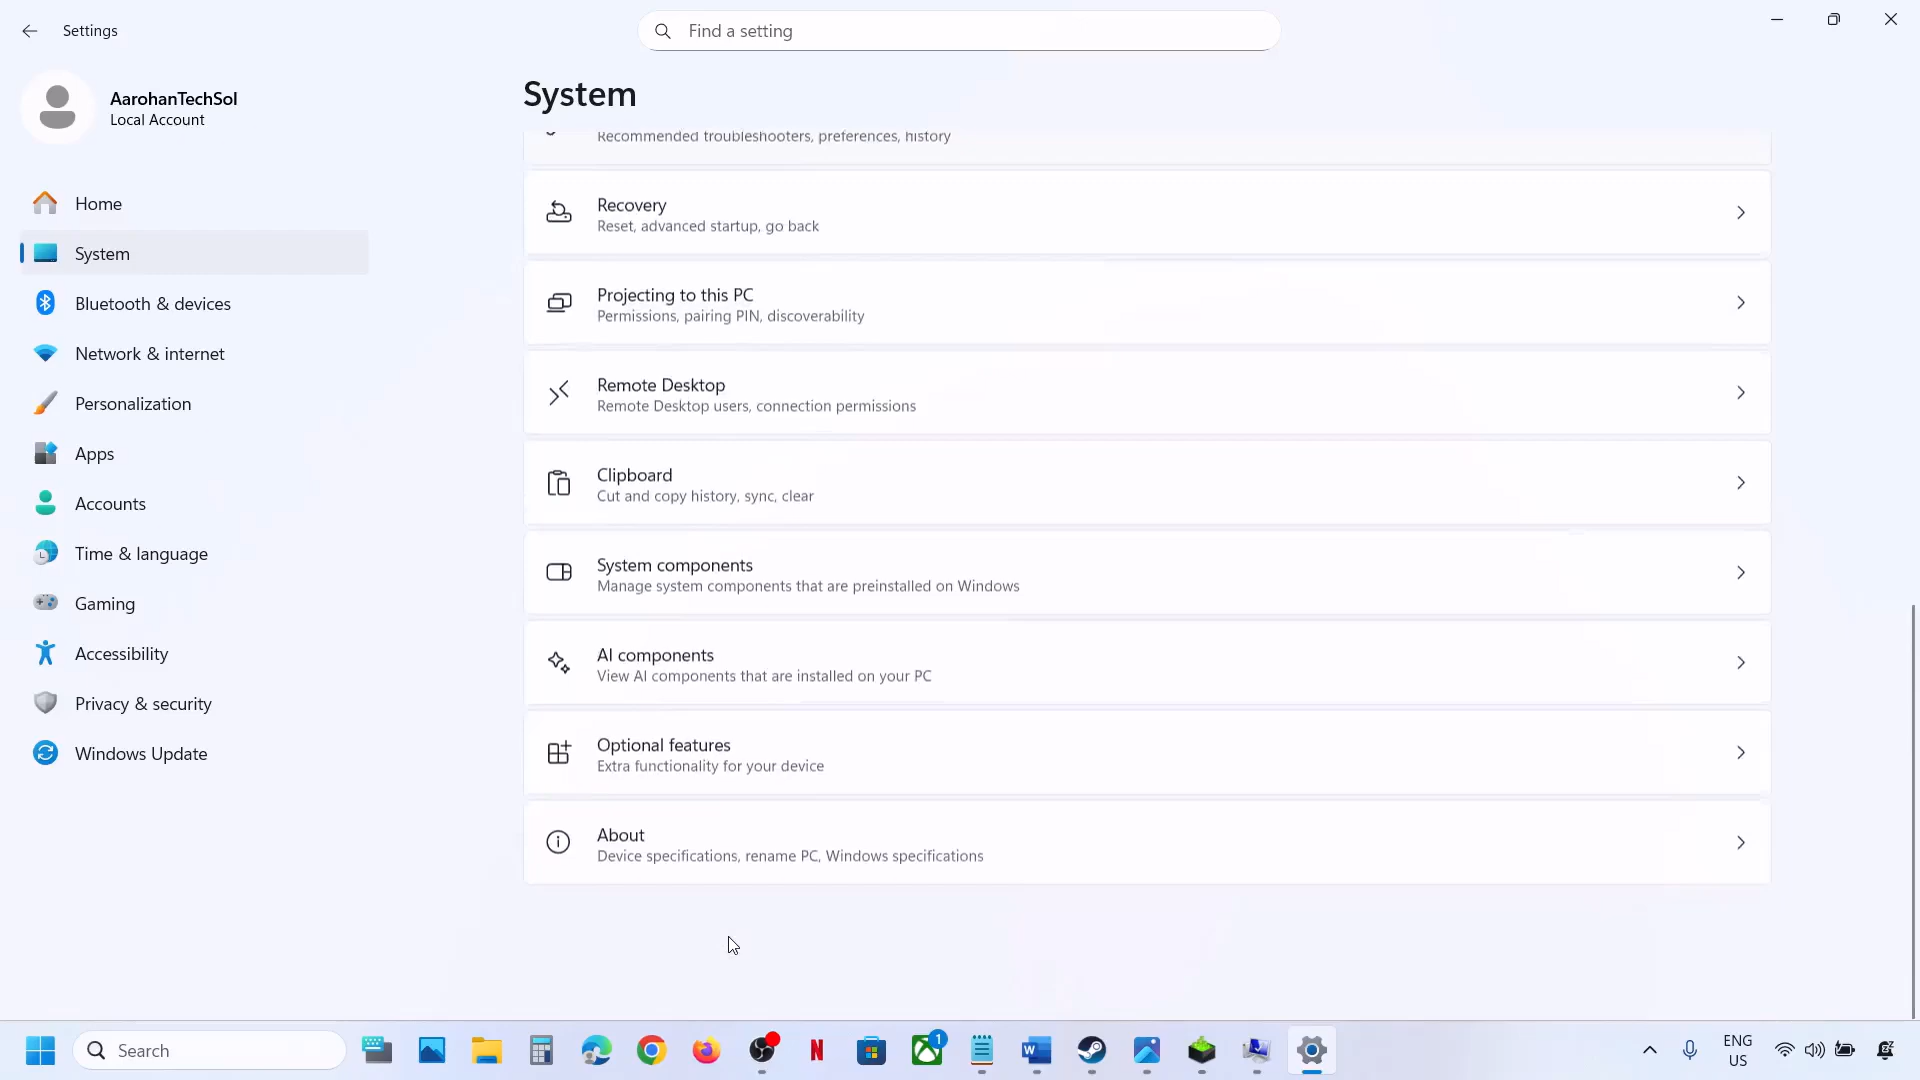 Settings
Find a setting
AarohanTechSol
Local Account
Home
System
Bluetooth & devices
Network & internet
Personalization
Apps
Accounts
Time & language
Gaming
Accessibility
Privacy & security
Windows Update
System
Recommended troubleshooters, preferences, history
Recovery
Reset, advanced startup, go back
Projecting to this PC
Permissions, pairing PIN, discoverability
Remote Desktop
Remote Desktop users, connection permissions
Clipboard
Cut and copy history, sync, clear
System components
Manage system components that are preinstalled on Windows
AI components
View AI components that are installed on your PC
Optional features
Extra functionality for your device
About
Device specifications, rename PC, Windows specifications
Search
1
ENG
US